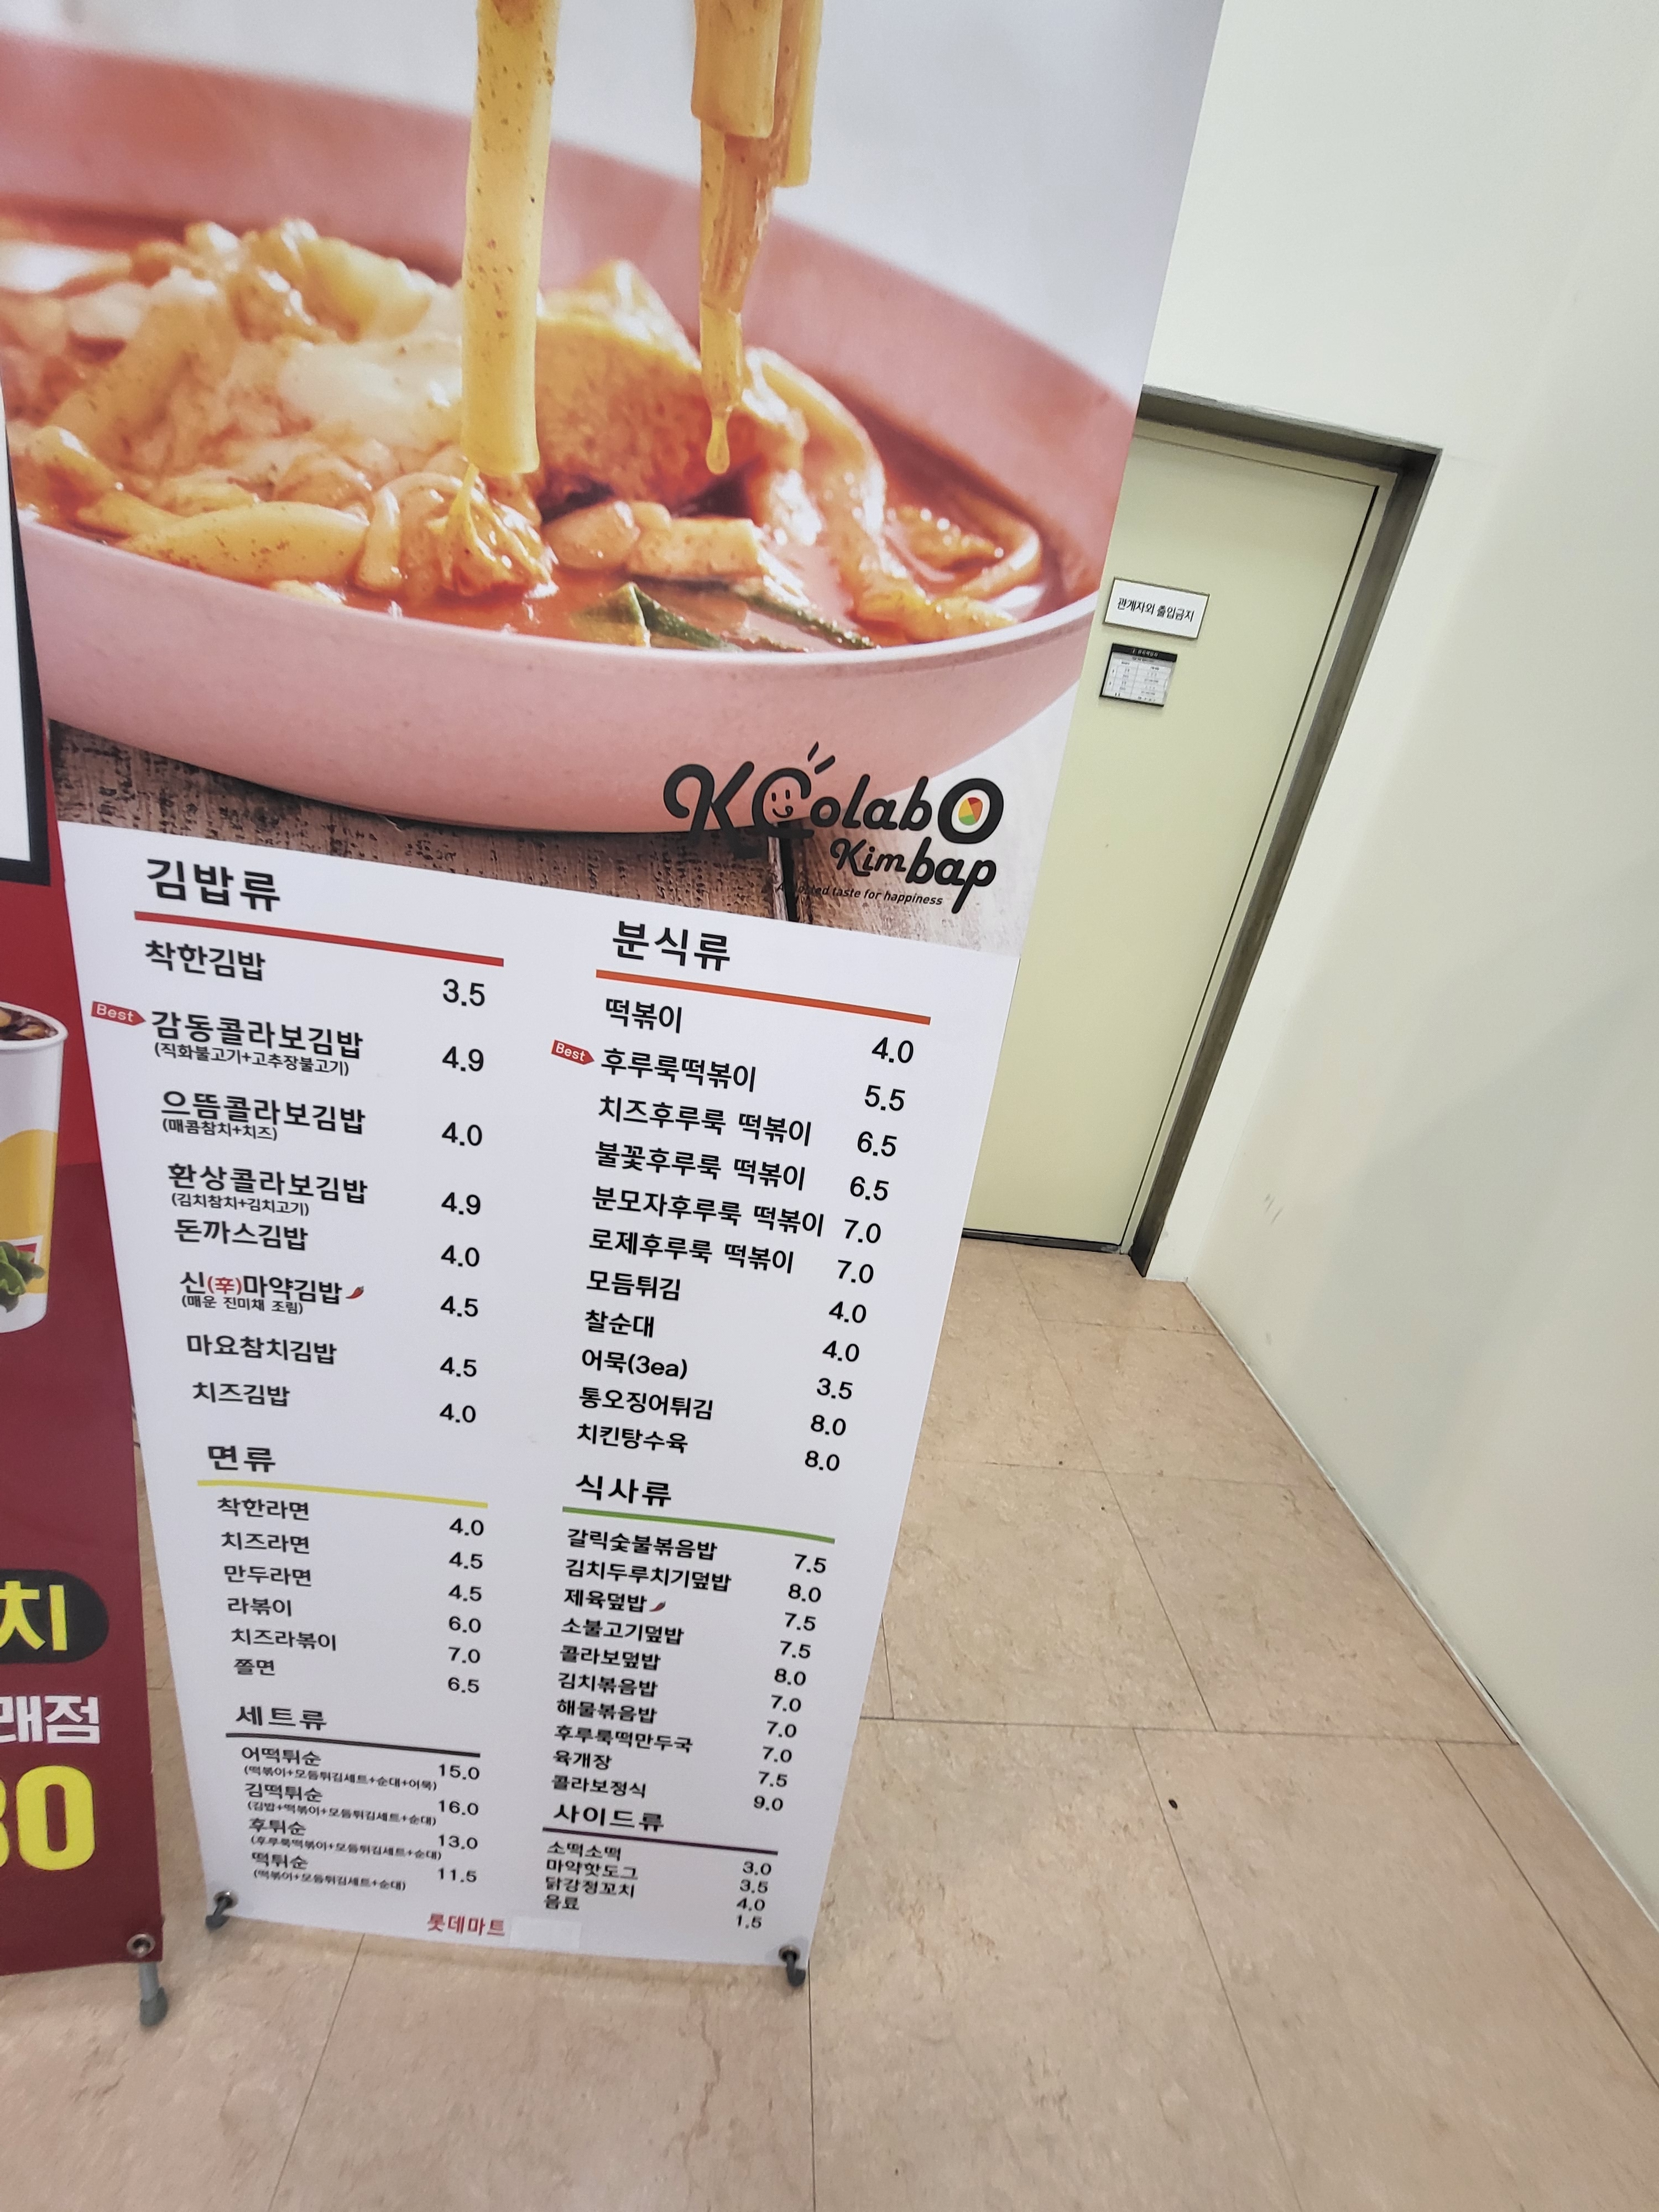 KColabO
Kimbap
taste for happiness
김밥류
착한김밥 3.5
Best 감동콜라보김밥 4.9
(직화불고기+고추장불고기)
으뜸콜라보김밥 4.0
(매콤참치+치즈)
환상콜라보김밥 4.9
(김치참치+김치고기)
돈까스김밥 4.0
신(辛)마약김밥 4.5
(매운 진미채 조림)
마요참치김밥 4.5
치즈김밥 4.0
면류
착한라면 4.0
치즈라면 4.5
만두라면 4.5
라볶이 6.0
치즈라볶이 7.0
쫄면 6.5
세트류
어떡튀순 15.0
(떡볶이+모듬튀김세트+순대+어묵)
김떡튀순 16.0
(김밥+떡볶이+모듬튀김세트+순대)
후튀순 13.0
(후루룩떡볶이+모듬튀김세트+순대)
떡튀순 11.5
(떡볶이+모듬튀김세트+순대)
분식류
떡볶이 4.0
Best 후루룩떡볶이 5.5
치즈후루룩 떡볶이 6.5
불꽃후루룩 떡볶이 6.5
분모자후루룩 떡볶이 7.0
로제후루룩 떡볶이 7.0
모듬튀김 4.0
찰순대 4.0
어묵(3ea) 3.5
통오징어튀김 8.0
치킨탕수육 8.0
식사류
갈릭숯불볶음밥 7.5
김치두루치기덮밥 8.0
제육덮밥 7.5
소불고기덮밥 7.5
콜라보덮밥 8.0
김치볶음밥 7.0
해물볶음밥 7.0
후루룩떡만두국 7.0
육개장 7.5
콜라보정식 9.0
사이드류
소떡소떡 3.0
마약핫도그 3.5
닭강정꼬치 4.0
음료 1.5
롯데마트
관계자외 출입금지
치
래점
80